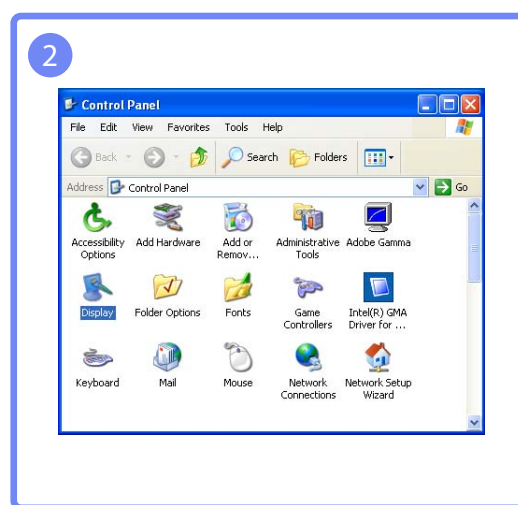 2
Control Panel
File Edit View Favorites Tools Help
Back Search Folders
Address Control Panel Go
Accessibility Options Add Hardware Add or Remov... Administrative Tools Adobe Gamma
Display Folder Options Fonts Game Controllers Intel(R) GMA Driver for ...
Keyboard Mail Mouse Network Connections Network Setup Wizard